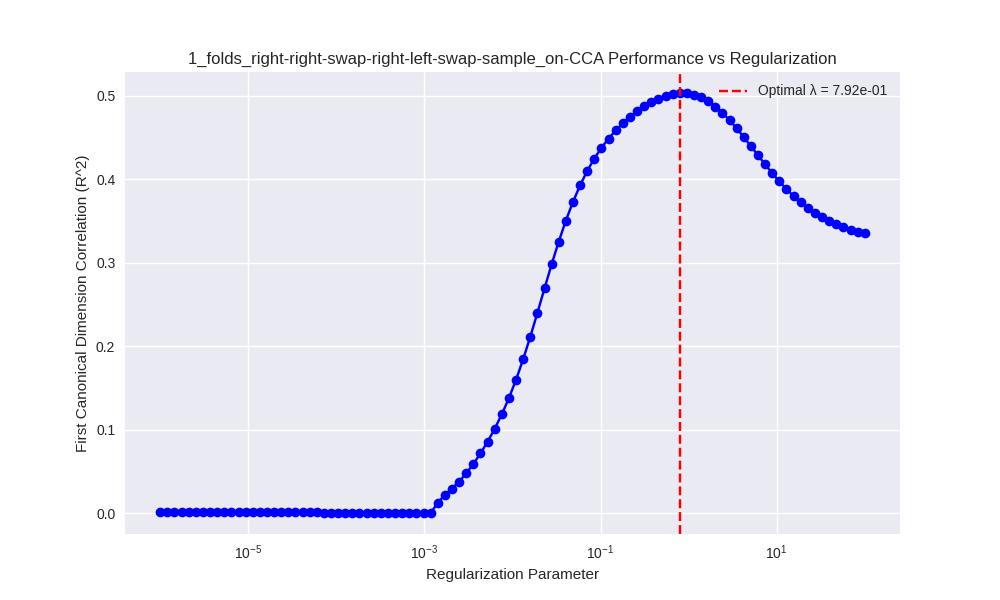 1_folds_right-right-swap-right-left-swap-sample_on-CCA Performance vs Regularization
Optimal λ = 7.92e-01
First Canonical Dimension Correlation (R^2)
0.5
0.4
0.3
0.2
0.1
0.0
10⁻⁵
10⁻³
10⁻¹
10¹
Regularization Parameter